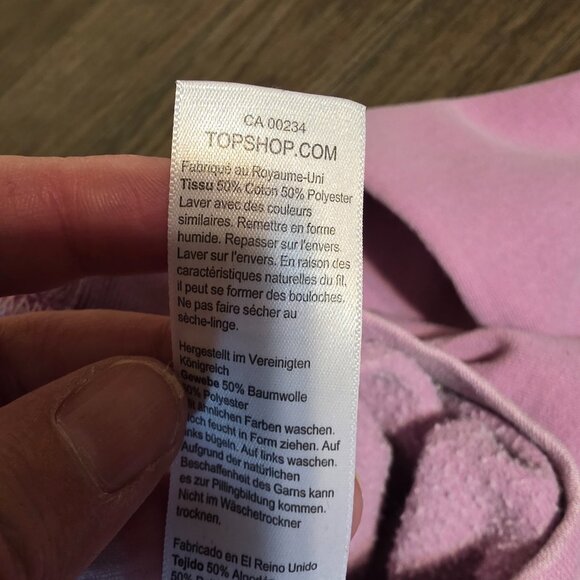 CA 00234
TOPSHOP.COM
Fabriqué au Royaume-Uni
Tissu 50% Coton 50% Polyester
Laver avec des couleurs
similaires. Remettre en forme
humide. Repasser sur l'envers.
Laver sur l'envers. En raison des
caractéristiques naturelles du fil,
il peut se former des bouloches.
Ne pas faire sécher au
sèche-linge.
Hergestellt im Vereinigten
Königreich
Gewebe 50% Baumwolle
50% Polyester
ähnlichen Farben waschen.
feucht in Form ziehen. Auf
links bügeln. Auf links waschen.
Aufgrund der natürlichen
Beschaffenheit des Garns kann
es zur Pillingbildung kommen.
Nicht im Wäschetrockner
trocknen.
Fabricado en El Reino Unido
Tejido 50%